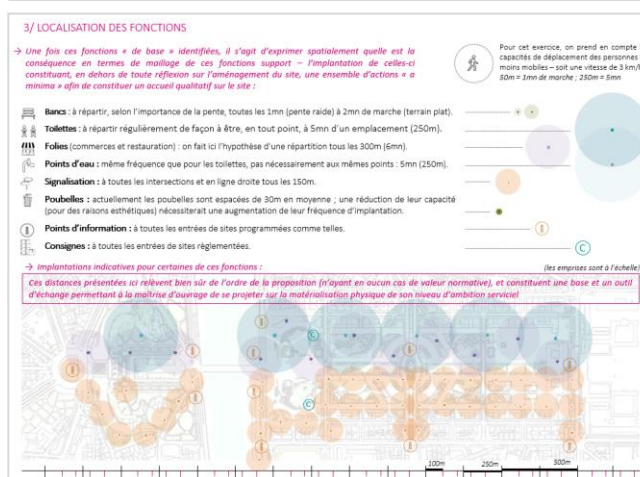 3/ LOCALISATION DES FONCTIONS
→ Une fois ces fonctions « de base » identifiées, il s'agit d'exprimer spatialement quelle est la
conséquence en termes de maillage de ces fonctions support – l'implantation de celles-ci
constituant, en dehors de toute réflexion sur l'aménagement du site, une ensemble d'actions « a
minima » afin de constituer un accueil qualitatif sur le site :
Pour cet exercice, on prend en compte
capacités de déplacement des personnes
moins mobiles – soit une vitesse de 3 km/
50m = 1mn de marche ; 250m = 5mn
Bancs : à répartir, selon l'importance de la pente, toutes les 1mn (pente raide) à 2mn de marche (terrain plat).
Toilettes : à répartir régulièrement de façon à être, en tout point, à 5mn d'un emplacement (250m).
Folies (commerces et restauration) : on fait ici l'hypothèse d'une répartition tous les 300m (6mn).
Points d'eau : même fréquence que pour les toilettes, pas nécessairement aux mêmes points : 5mn (250m).
Signalisation : à toutes les intersections et en ligne droite tous les 150m.
Poubelles : actuellement les poubelles sont espacées de 30m en moyenne ; une réduction de leur capacité
(pour des raisons esthétiques) nécessiterait une augmentation de leur fréquence d'implantation.
Points d'information : à toutes les entrées de sites programmées comme telles.
Consignes : à toutes les entrées de sites règlementées.
C
→ Implantations indicatives pour certaines de ces fonctions :
(les emprises sont à l'échelle)
Ces distances présentées ici relèvent bien sûr de l'ordre de la proposition (n'ayant en aucun cas de valeur normative), et constituent une base et un outil
d'échange permettant à la maîtrise d'ouvrage de se projeter sur la matérialisation physique de son niveau d'ambition serviciel
C
C
100m 250m 500m